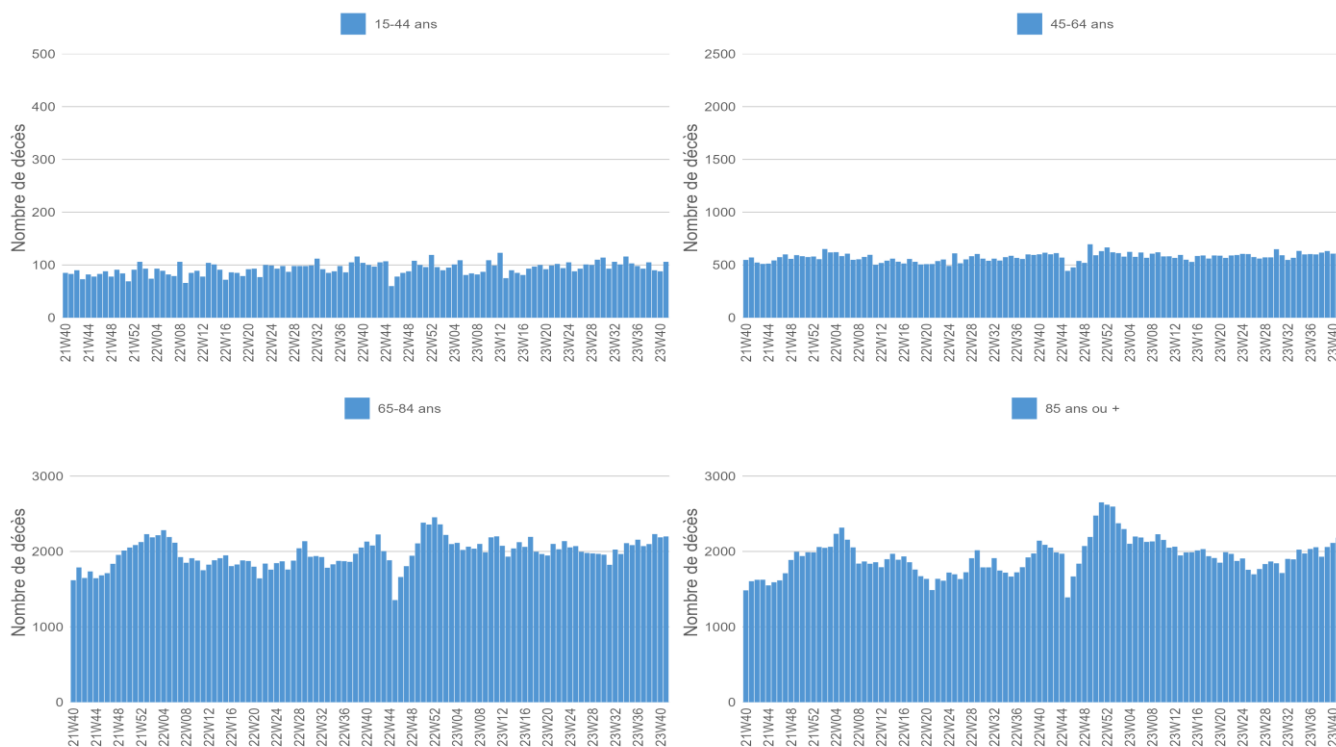 15-44 ans
Nombre de décès
500
400
300
200
100
0
21W40
21W44
21W48
21W52
22W04
22W08
22W12
22W16
22W20
22W24
22W28
22W32
22W36
22W40
22W44
22W48
22W52
23W04
23W08
23W12
23W16
23W20
23W24
23W28
23W32
23W36
23W40
45-64 ans
Nombre de décès
2500
2000
1500
1000
500
0
21W40
21W44
21W48
21W52
22W04
22W08
22W12
22W16
22W20
22W24
22W28
22W32
22W36
22W40
22W44
22W48
22W52
23W04
23W08
23W12
23W16
23W20
23W24
23W28
23W32
23W36
23W40
65-84 ans
Nombre de décès
3000
2000
1000
0
21W40
21W44
21W48
21W52
22W04
22W08
22W12
22W16
22W20
22W24
22W28
22W32
22W36
22W40
22W44
22W48
22W52
23W04
23W08
23W12
23W16
23W20
23W24
23W28
23W32
23W36
23W40
85 ans ou +
Nombre de décès
3000
2000
1000
0
21W40
21W44
21W48
21W52
22W04
22W08
22W12
22W16
22W20
22W24
22W28
22W32
22W36
22W40
22W44
22W48
22W52
23W04
23W08
23W12
23W16
23W20
23W24
23W28
23W32
23W36
23W40